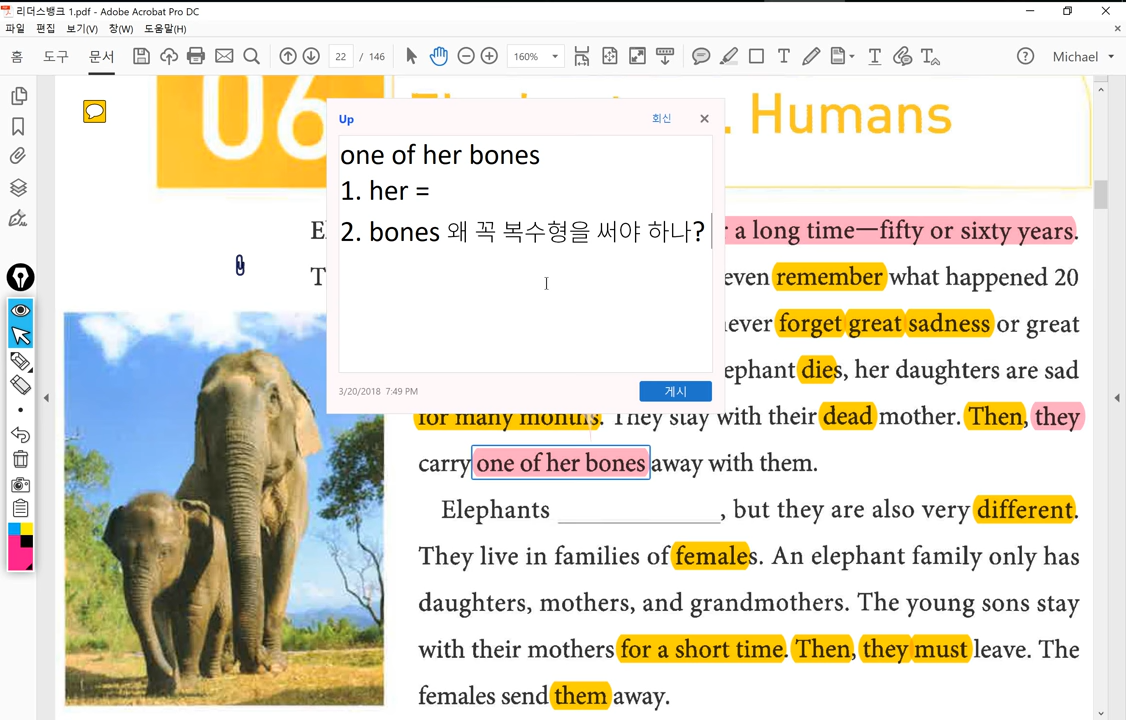 리더스뱅크 1.pdf - Adobe Acrobat Pro DC
파일 편집 보기(V) 창(W) 도움말(H)
홈 도구 문서 22 / 146 160% Michael
06 Humans
Up 회신
one of her bones
1. her =
2. bones 왜 꼭 복수형을 써야 하나?
3/20/2018 7:49 PM 게시
a long time—fifty or sixty years.
even remember what happened 20
forget great sadness or great
dies, her daughters are sad
for many months. They stay with their dead mother. Then, they
carry one of her bones away with them.
Elephants ______________, but they are also very different.
They live in families of females. An elephant family only has
daughters, mothers, and grandmothers. The young sons stay
with their mothers for a short time. Then, they must leave. The
females send them away.